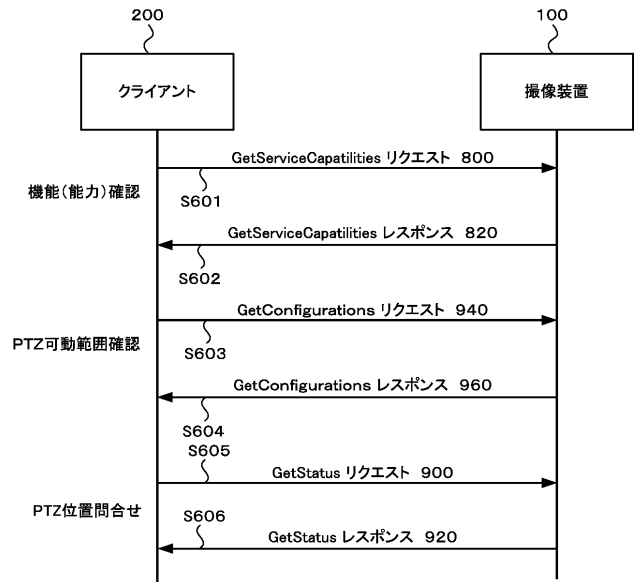 200
100
クライアント
撮像装置
GetServiceCapatilities リクエスト 800
S601
機能(能力)確認
GetServiceCapatilities レスポンス 820
S602
GetConfigurations リクエスト 940
S603
PTZ可動範囲確認
GetConfigurations レスポンス 960
S604
S605
GetStatus リクエスト 900
PTZ位置問合せ
S606
GetStatus レスポンス 920